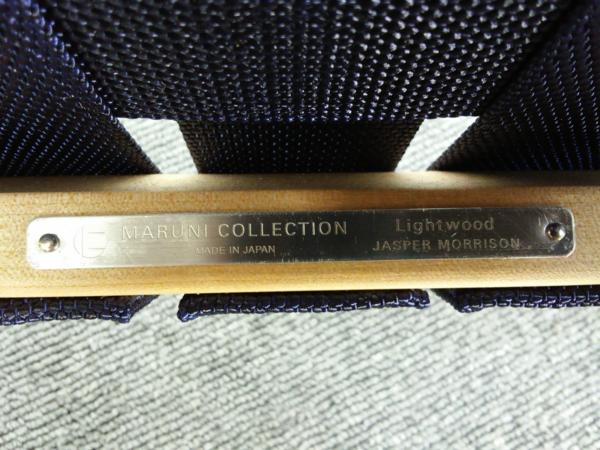 MARUNI COLLECTION
MADE IN JAPAN
Lightwood
JASPER MORRISON